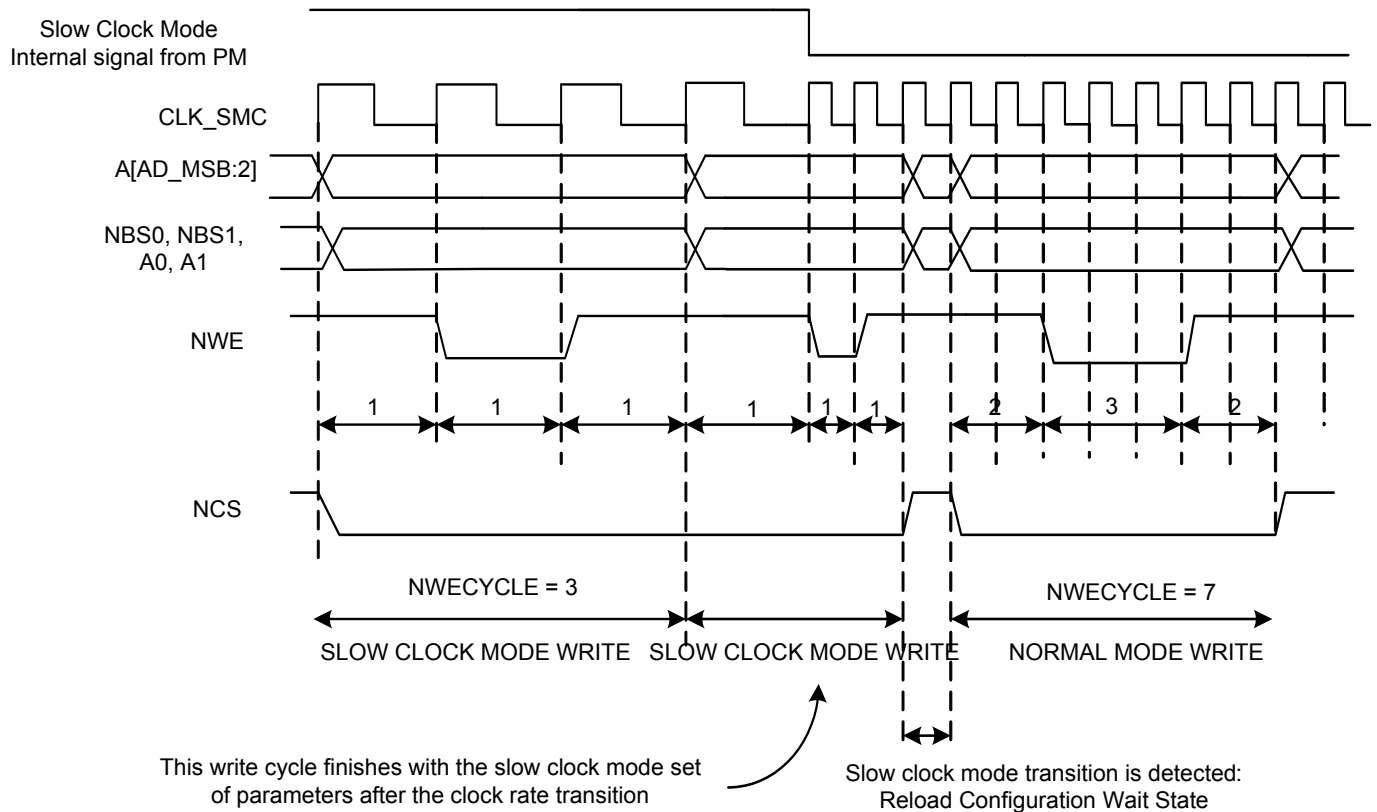 Slow Clock Mode
Internal signal from PM
CLK_SMC
A[AD_MSB:2]
NBS0, NBS1,
A0, A1
NWE
1 1 1 1 1 1 2 3 2
NCS
NWECYCLE = 3 NWECYCLE = 7
SLOW CLOCK MODE WRITE SLOW CLOCK MODE WRITE NORMAL MODE WRITE
This write cycle finishes with the slow clock mode set
of parameters after the clock rate transition
Slow clock mode transition is detected:
Reload Configuration Wait State